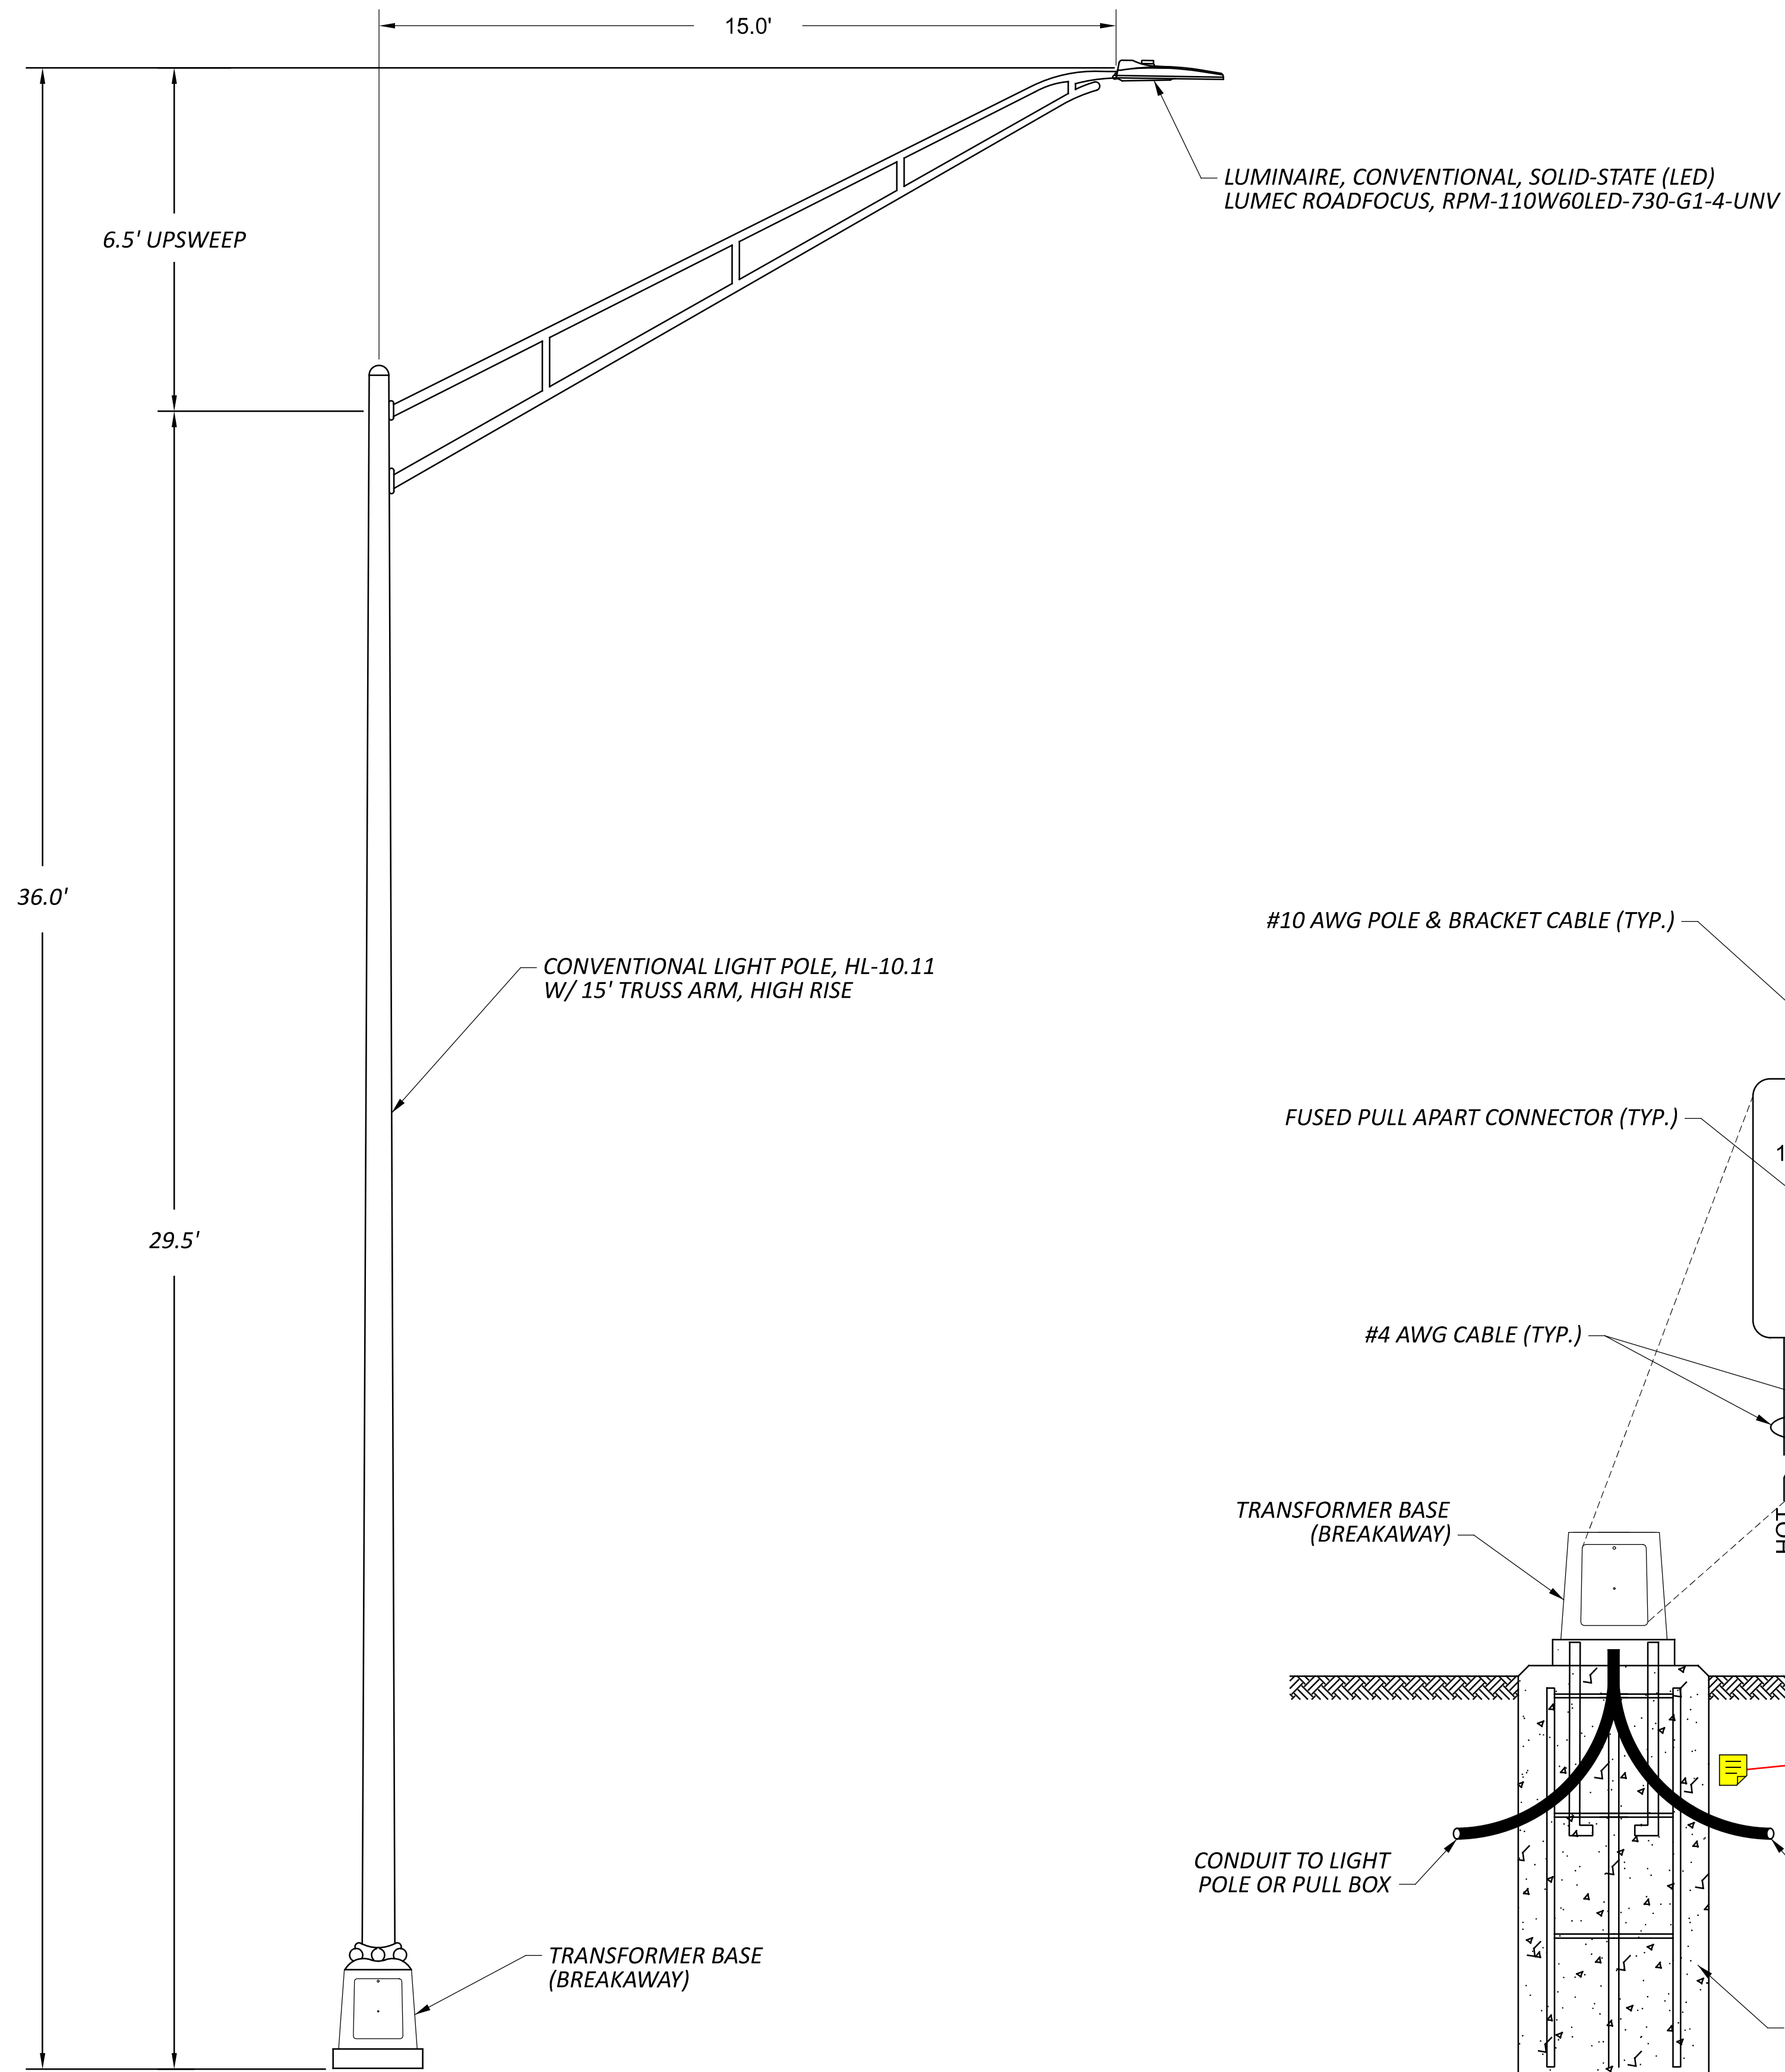 15.0'
LUMINAIRE, CONVENTIONAL, SOLID-STATE (LED)
LUMEC ROADFOCUS, RPM-110W60LED-730-G1-4-UNV
6.5' UPSWEEP
36.0'
#10 AWG POLE & BRACKET CABLE (TYP.)
CONVENTIONAL LIGHT POLE, HL-10.11
W/ 15' TRUSS ARM, HIGH RISE
FUSED PULL APART CONNECTOR (TYP.)
1
29.5'
#4 AWG CABLE (TYP.)
TRANSFORMER BASE
(BREAKAWAY)
HOT
CONDUIT TO LIGHT
POLE OR PULL BOX
TRANSFORMER BASE
(BREAKAWAY)